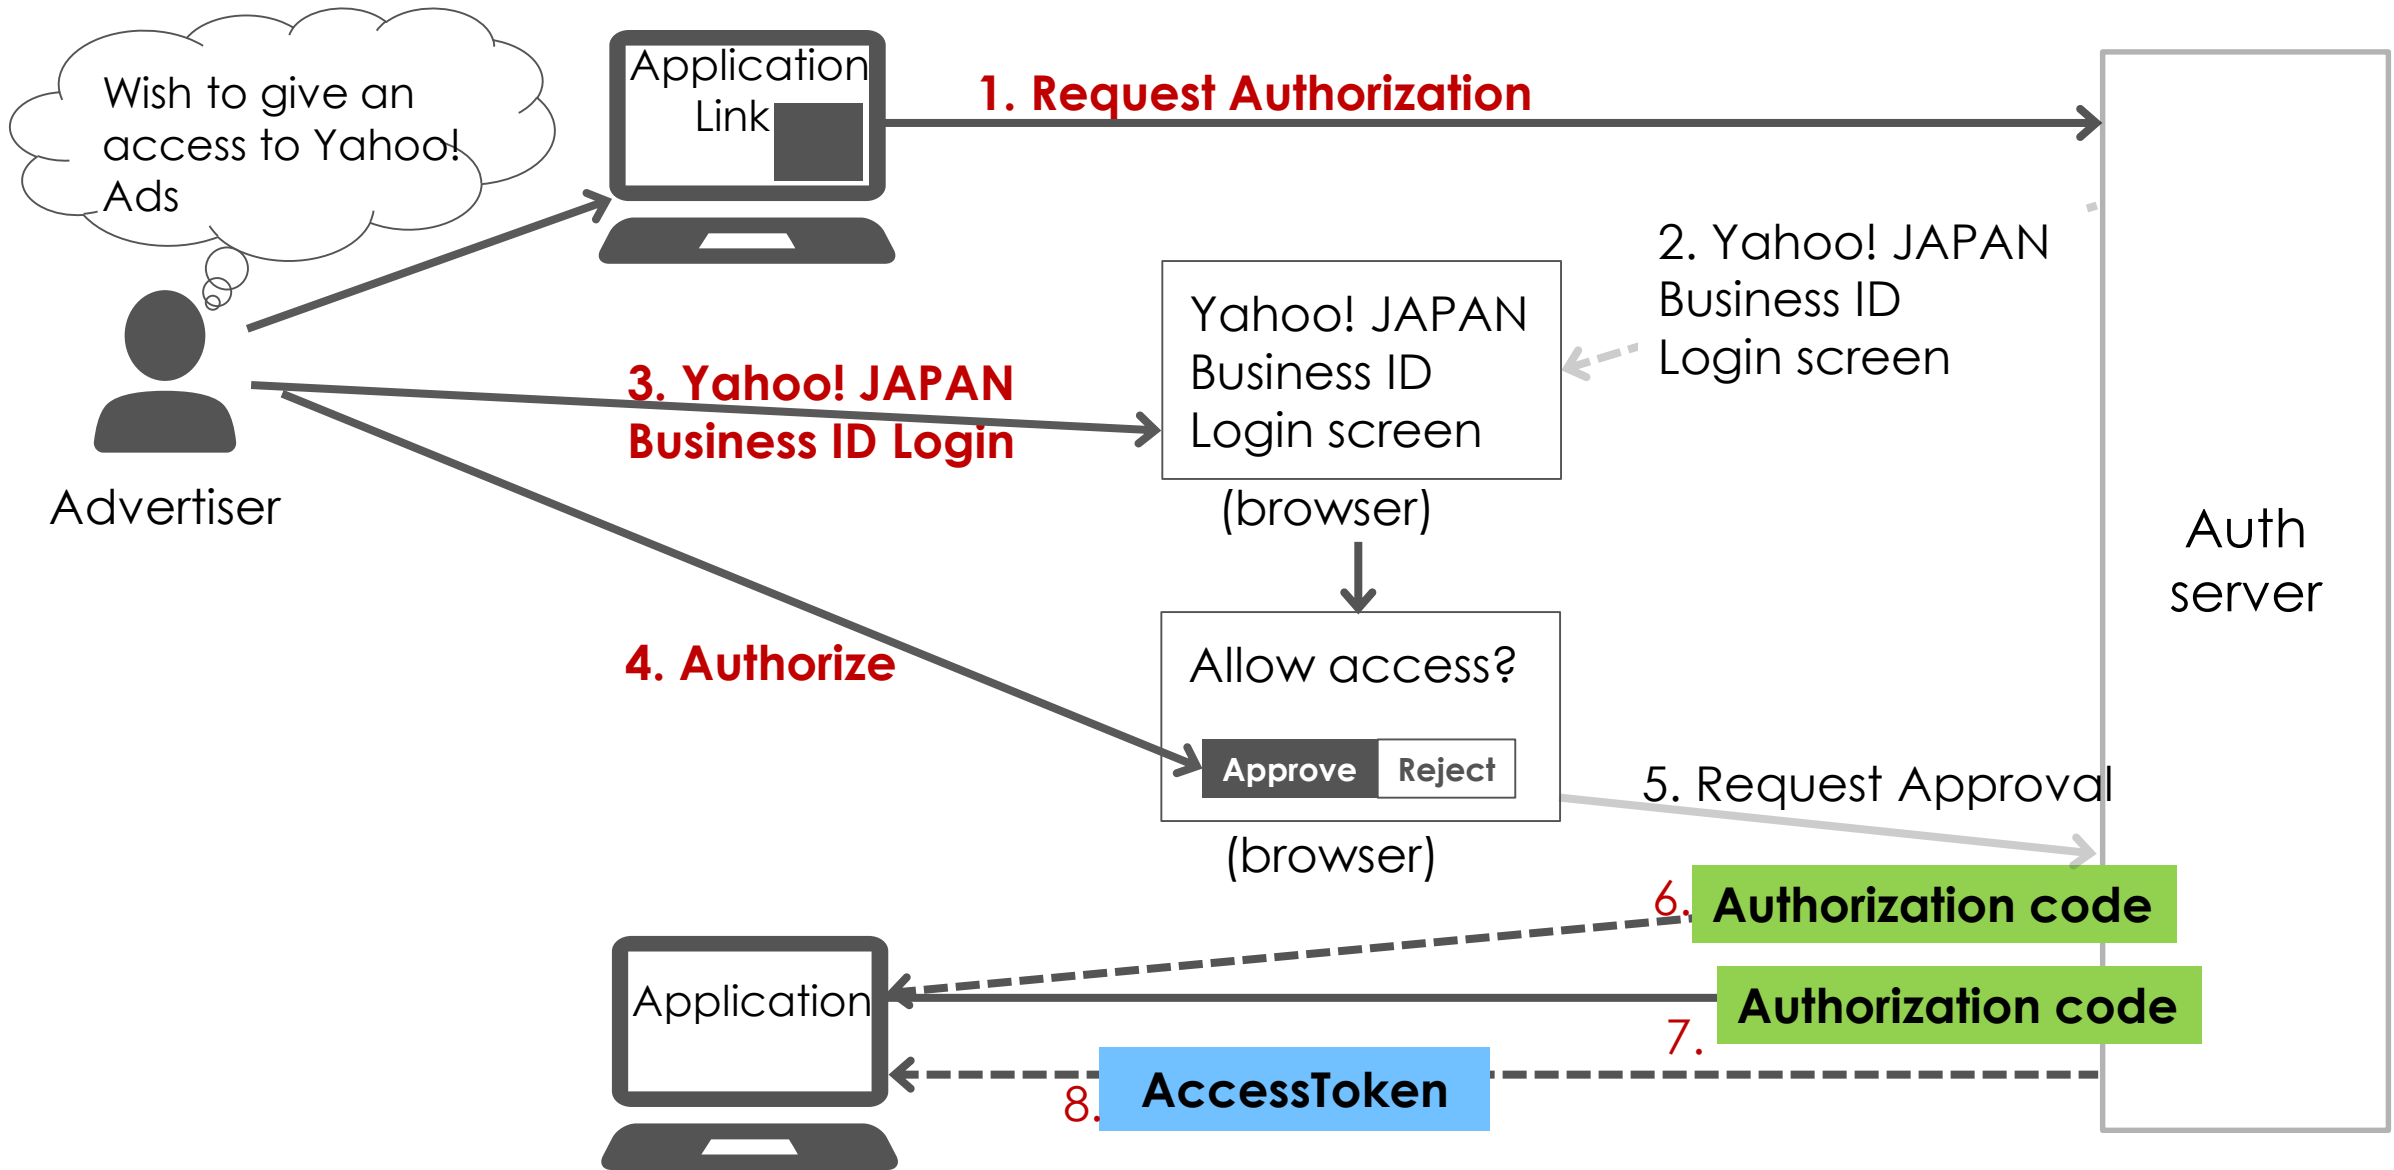 Wish to give an
access to Yahoo!
Ads
Application
Link
1. Request Authorization
2. Yahoo! JAPAN
Business ID
Login screen
Yahoo! JAPAN
Business ID
Login screen
(browser)
3. Yahoo! JAPAN
Business ID Login
Advertiser
Auth
server
4. Authorize
Allow access?
Approve
Reject
(browser)
5. Request Approval
6.
Authorization code
Application
Authorization code
7.
8.
AccessToken